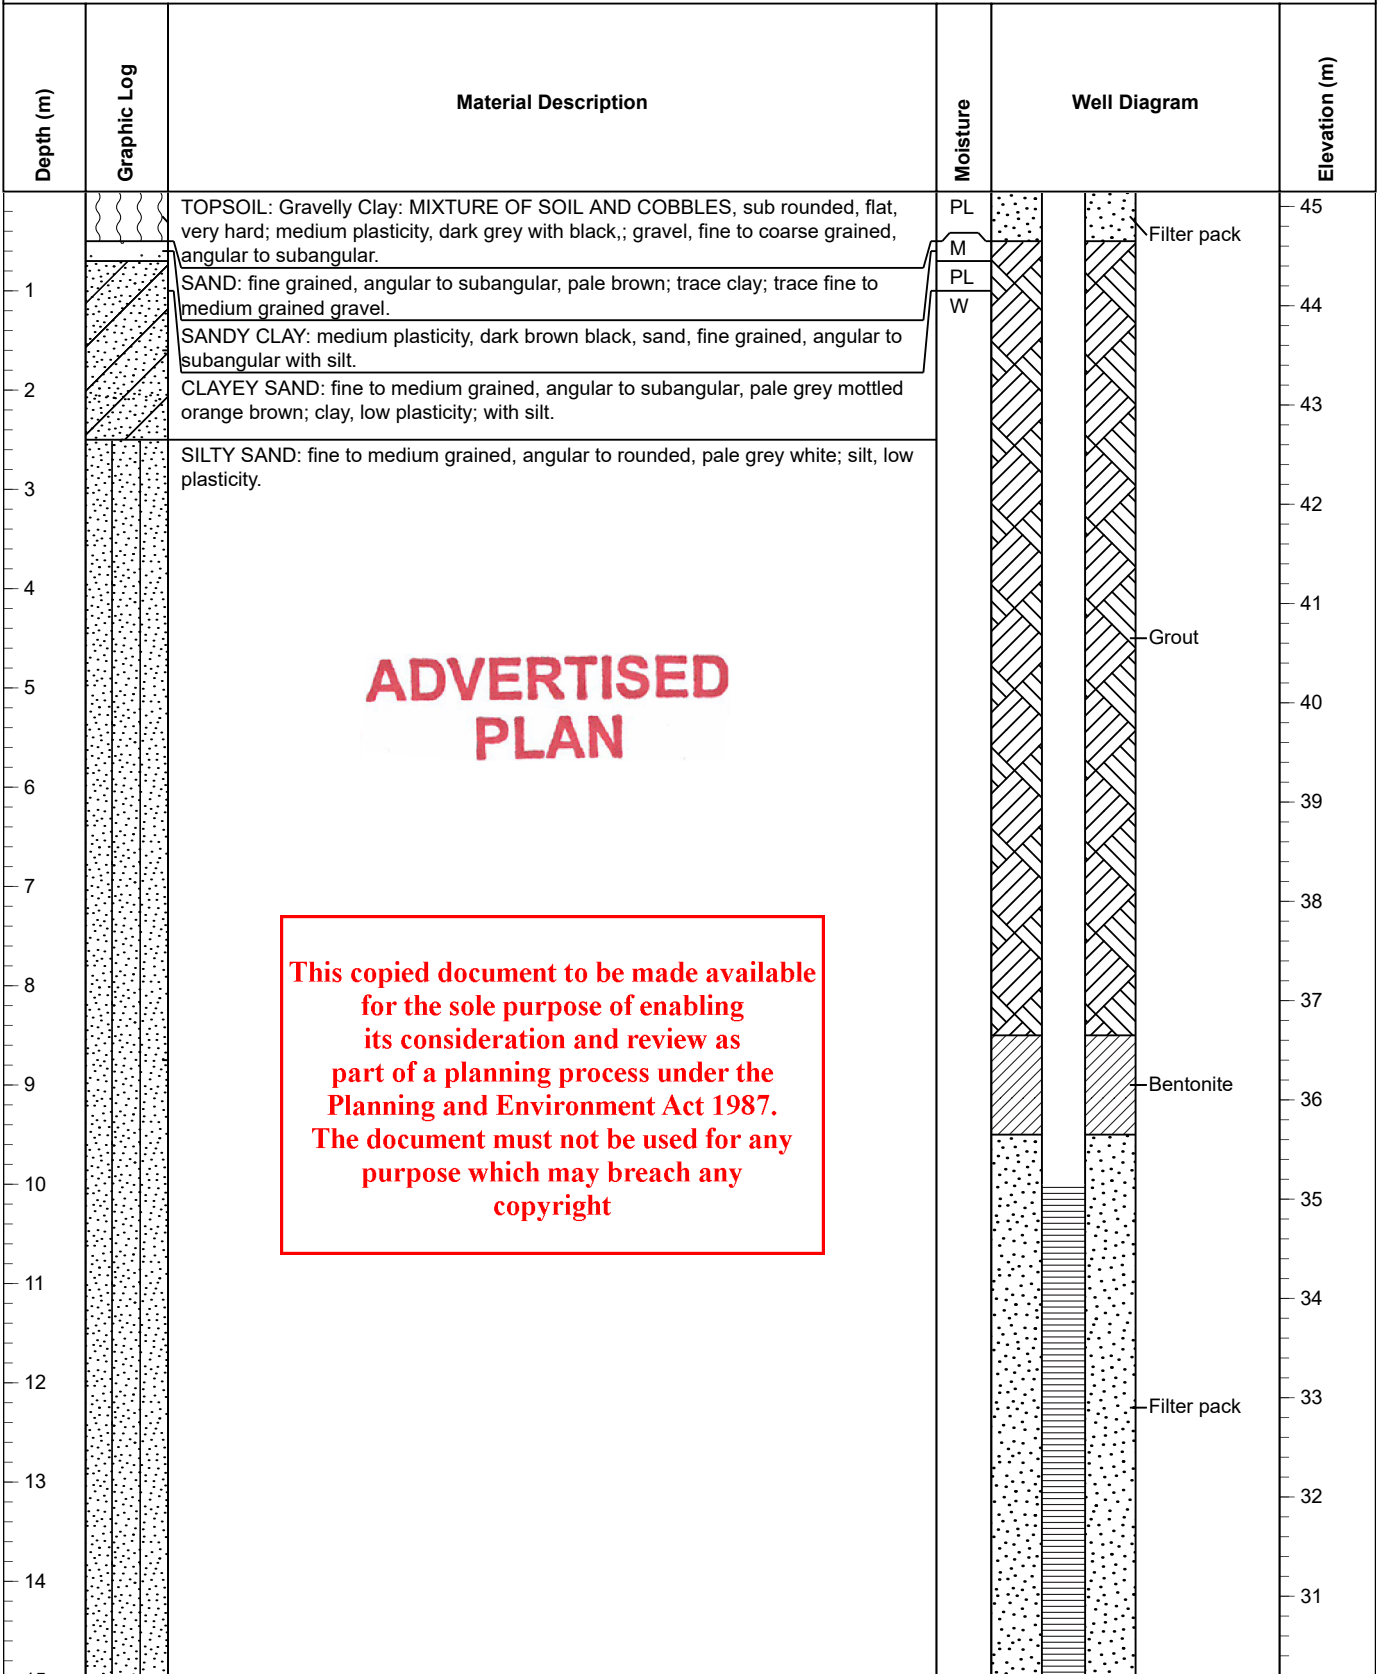 Depth (m)
Graphic Log
Material Description
Moisture
Well Diagram
Elevation (m)
TOPSOIL: Gravelly Clay: MIXTURE OF SOIL AND COBBLES, sub rounded, flat,
very hard; medium plasticity, dark grey with black,; gravel, fine to coarse grained,
angular to subangular.
SAND: fine grained, angular to subangular, pale brown; trace clay; trace fine to
medium grained gravel.
SANDY CLAY: medium plasticity, dark brown black, sand, fine grained, angular to
subangular with silt.
CLAYEY SAND: fine to medium grained, angular to subangular, pale grey mottled
orange brown; clay, low plasticity; with silt.
SILTY SAND: fine to medium grained, angular to rounded, pale grey white; silt, low
plasticity.
PL
M
PL
W
Filter pack
Grout
Bentonite
Filter pack
1
2
3
4
5
6
7
8
9
10
11
12
13
14
45
44
43
42
41
40
39
38
37
36
35
34
33
32
31
ADVERTISED
PLAN
This copied document to be made available
for the sole purpose of enabling
its consideration and review as
part of a planning process under the
Planning and Environment Act 1987.
The document must not be used for any
purpose which may breach any
copyright